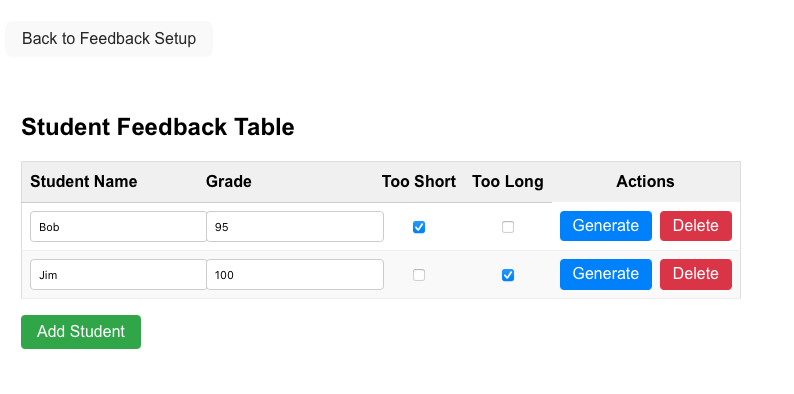 Back to Feedback Setup
Student Feedback Table
Student Name Grade Too Short Too Long Actions
Bob 95 Generate Delete
Jim 100 Generate Delete
Add Student